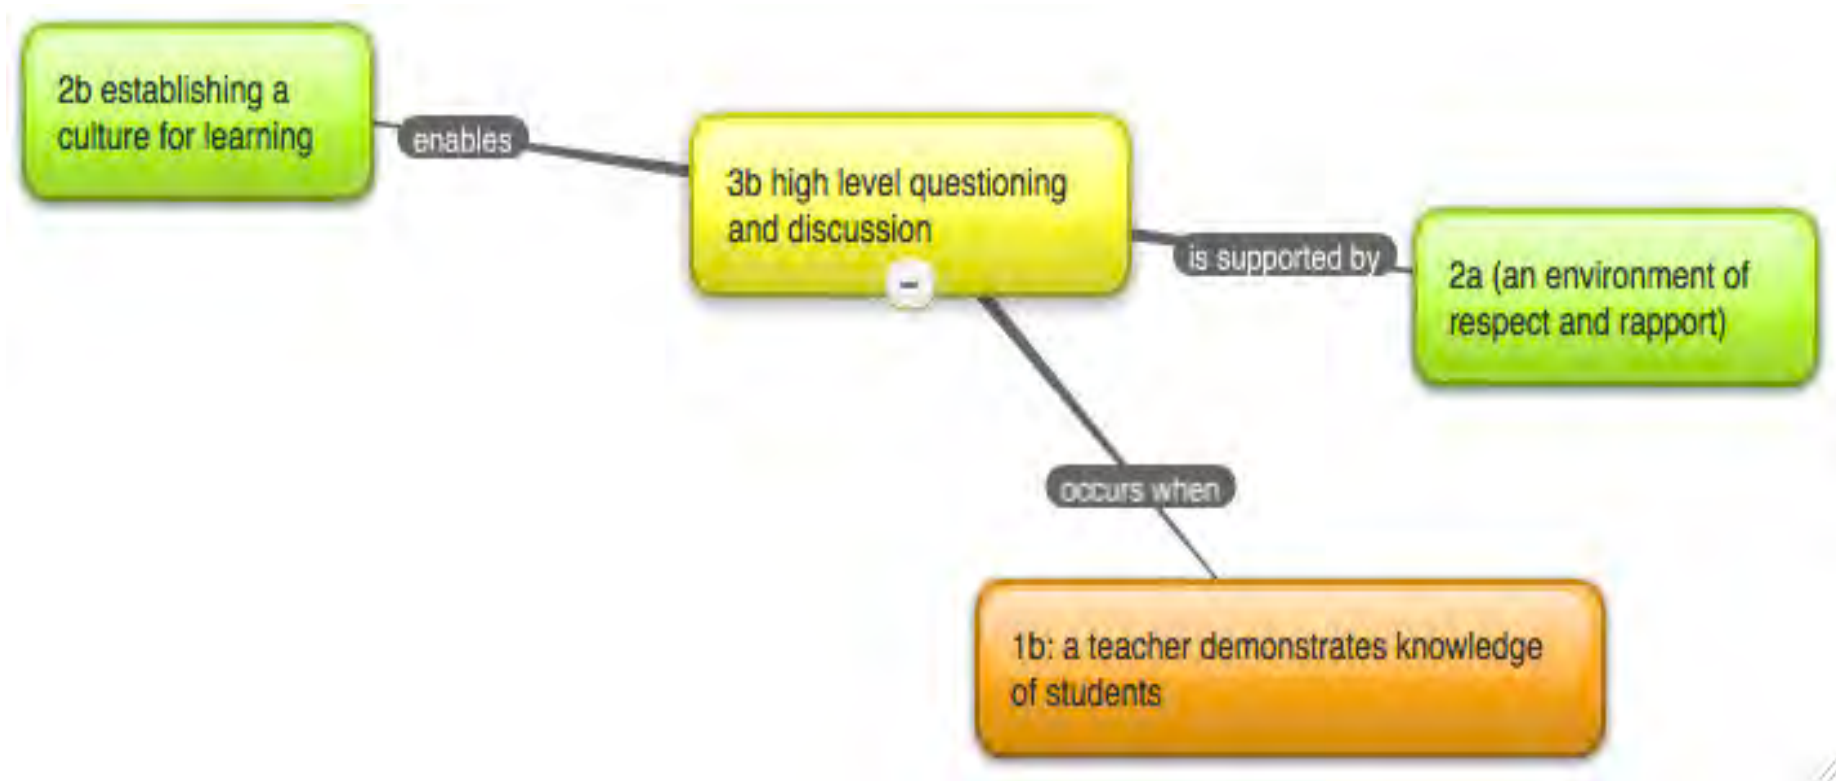 2b establishing a
culture for learning
enables
3b high level questioning
and discussion
is supported by
2a (an environment of
respect and rapport)
occurs when
1b: a teacher demonstrates knowledge
of students